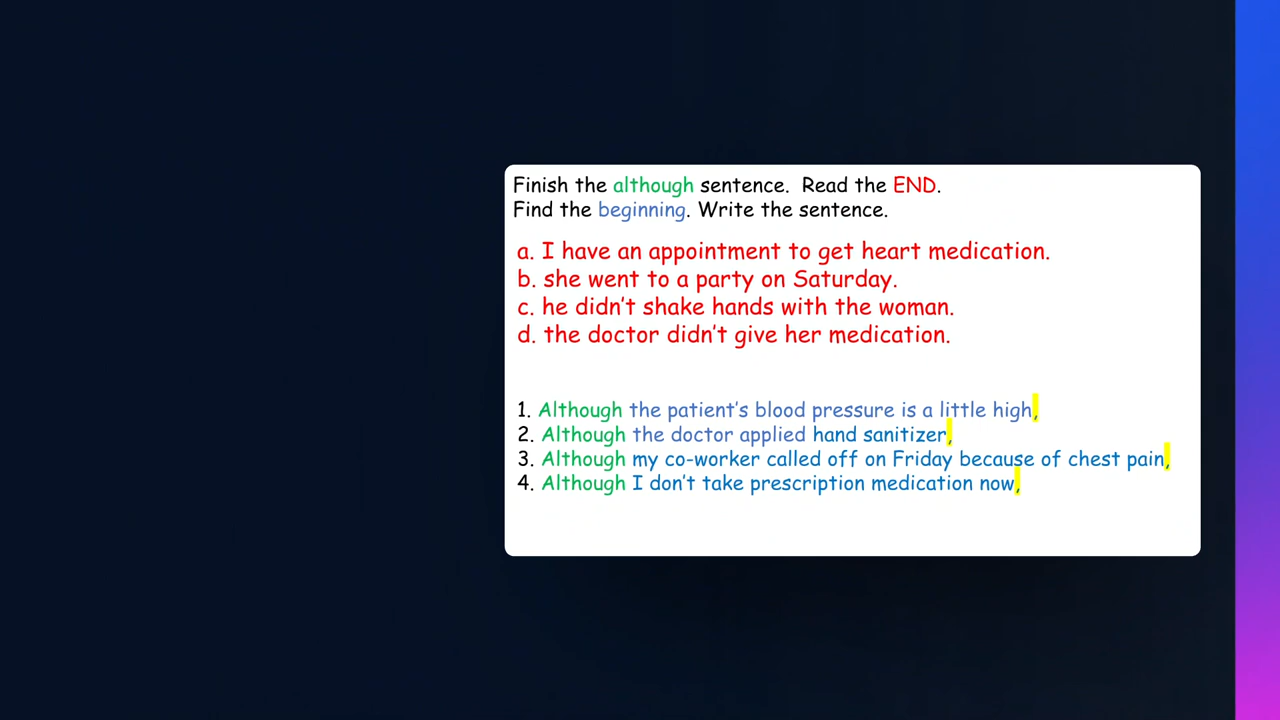 Finish the although sentence.  Read the END.
Find the beginning. Write the sentence.
a. I have an appointment to get heart medication.
b. she went to a party on Saturday.
c. he didn't shake hands with the woman.
d. the doctor didn't give her medication.
1. Although the patient's blood pressure is a little high,
2. Although the doctor applied hand sanitizer,
3. Although my co-worker called off on Friday because of chest pain,
4. Although I don't take prescription medication now,